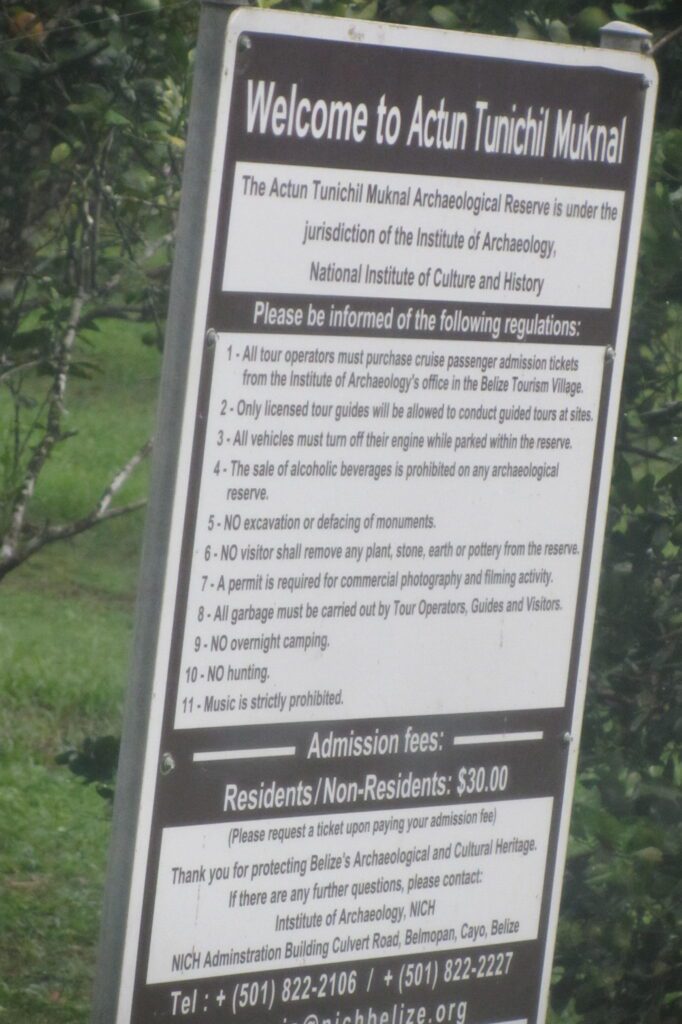 Welcome to Actun Tunichil Muknal
The Actun Tunichil Muknal Archaeological Reserve is under the
jurisdiction of the Institute of Archaeology,
National Institute of Culture and History
Please be informed of the following regulations:
1 - All tour operators must purchase cruise passenger admission tickets
from the Institute of Archaeology's office in the Belize Tourism Village.
2 - Only licensed tour guides will be allowed to conduct guided tours at sites.
3 - All vehicles must turn off their engine while parked within the reserve.
4 - The sale of alcoholic beverages is prohibited on any archaeological
reserve.
5 - NO excavation or defacing of monuments.
6 - NO visitor shall remove any plant, stone, earth or pottery from the reserve.
7 - A permit is required for commercial photography and filming activity.
8 - All garbage must be carried out by Tour Operators, Guides and Visitors.
9 - NO overnight camping.
10 - NO hunting.
11 - Music is strictly prohibited.
Admission fees:
Residents/Non-Residents: $30.00
(Please request a ticket upon paying your admission fee)
Thank you for protecting Belize's Archaeological and Cultural Heritage.
If there are any further questions, please contact:
Intstitute of Archaeology, NICH
NICH Adminstration Building Culvert Road, Belmopan, Cayo, Belize
Tel : + (501) 822-2106 / + (501) 822-2227
@nichbelize.org